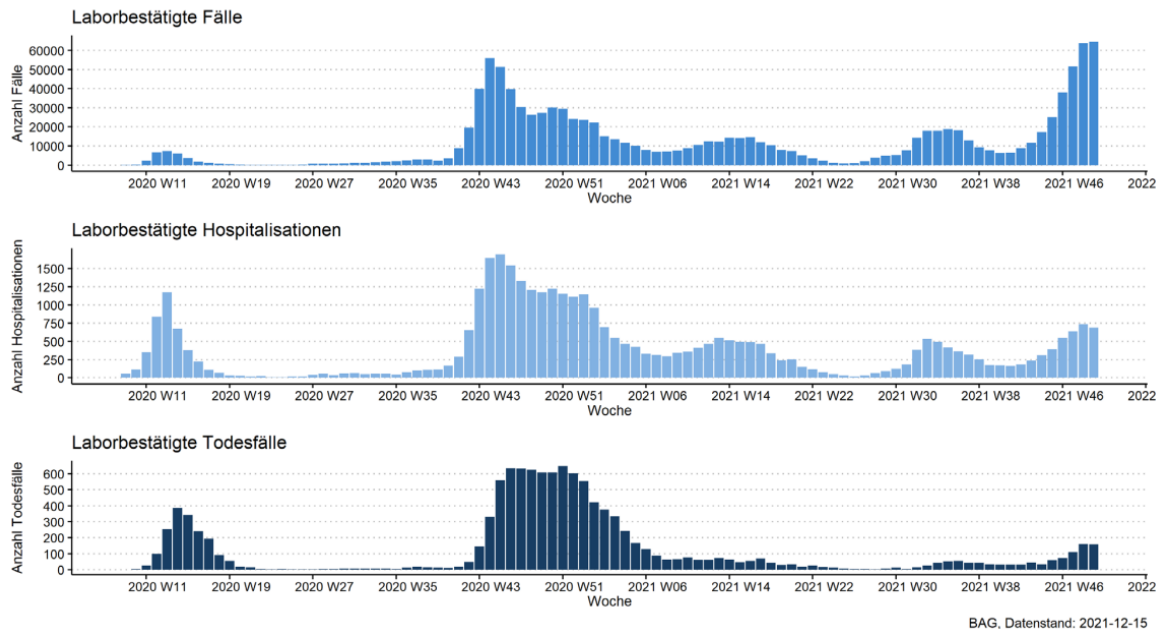 Laborbestätigte Fälle
Anzahl Fälle
60000
50000
40000
30000
20000
10000
0
2020 W11 2020 W19 2020 W27 2020 W35 2020 W43 2020 W51 2021 W06 2021 W14 2021 W22 2021 W30 2021 W38 2021 W46 2022
Woche
Laborbestätigte Hospitalisationen
Anzahl Hospitalisationen
1500
1250
1000
750
500
250
0
2020 W11 2020 W19 2020 W27 2020 W35 2020 W43 2020 W51 2021 W06 2021 W14 2021 W22 2021 W30 2021 W38 2021 W46 2022
Woche
Laborbestätigte Todesfälle
Anzahl Todesfälle
600
500
400
300
200
100
0
2020 W11 2020 W19 2020 W27 2020 W35 2020 W43 2020 W51 2021 W06 2021 W14 2021 W22 2021 W30 2021 W38 2021 W46 2022
Woche
BAG, Datenstand: 2021-12-15